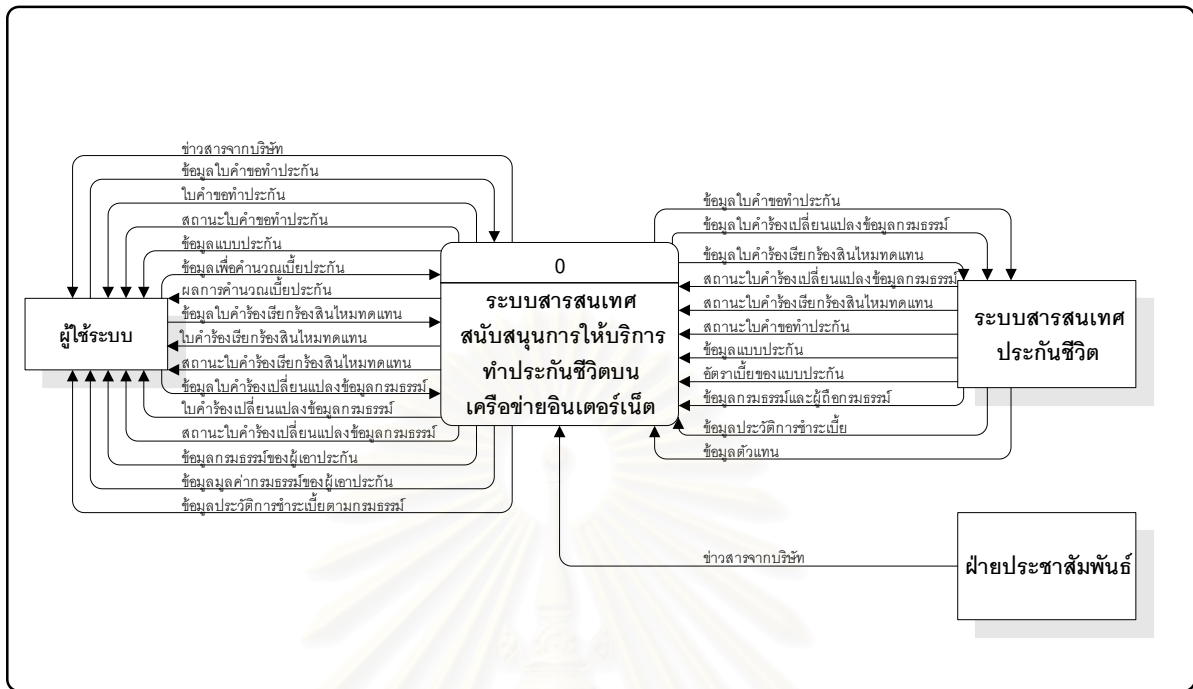 ข่าวสารจากบริษัท
ข้อมูลใบคำขอทำประกัน
ใบคำขอทำประกัน
สถานะใบคำขอทำประกัน
ข้อมูลแบบประกัน
ข้อมูลเพื่อคำนวณเบี้ยประกัน
ผลการคำนวณเบี้ยประกัน
ข้อมูลใบคำร้องเรียกร้องสินไหมทดแทน
ใบคำร้องเรียกร้องสินไหมทดแทน
สถานะใบคำร้องเรียกร้องสินไหมทดแทน
ข้อมูลใบคำร้องเปลี่ยนแปลงข้อมูลกรมธรรม์
ใบคำร้องเปลี่ยนแปลงข้อมูลกรมธรรม์
สถานะใบคำร้องเปลี่ยนแปลงข้อมูลกรมธรรม์
ข้อมูลกรมธรรม์ของผู้เอาประกัน
ข้อมูลมูลค่ากรมธรรม์ของผู้เอาประกัน
ข้อมูลประวัติการชำระเบี้ยตามกรมธรรม์
ผู้ใช้ระบบ
0
ระบบสารสนเทศ
สนับสนุนการให้บริการ
ทำประกันชีวิตบน
เครือข่ายอินเตอร์เน็ต
ข้อมูลใบคำขอทำประกัน
ข้อมูลใบคำร้องเปลี่ยนแปลงข้อมูลกรมธรรม์
ข้อมูลใบคำร้องเรียกร้องสินไหมทดแทน
สถานะใบคำร้องเปลี่ยนแปลงข้อมูลกรมธรรม์
สถานะใบคำร้องเรียกร้องสินไหมทดแทน
สถานะใบคำขอทำประกัน
ข้อมูลแบบประกัน
อัตราเบี้ยของแบบประกัน
ข้อมูลกรมธรรม์และผู้ถือกรมธรรม์
ข้อมูลประวัติการชำระเบี้ย
ข้อมูลตัวแทน
ระบบสารสนเทศ
ประกันชีวิต
ข่าวสารจากบริษัท
ฝ่ายประชาสัมพันธ์